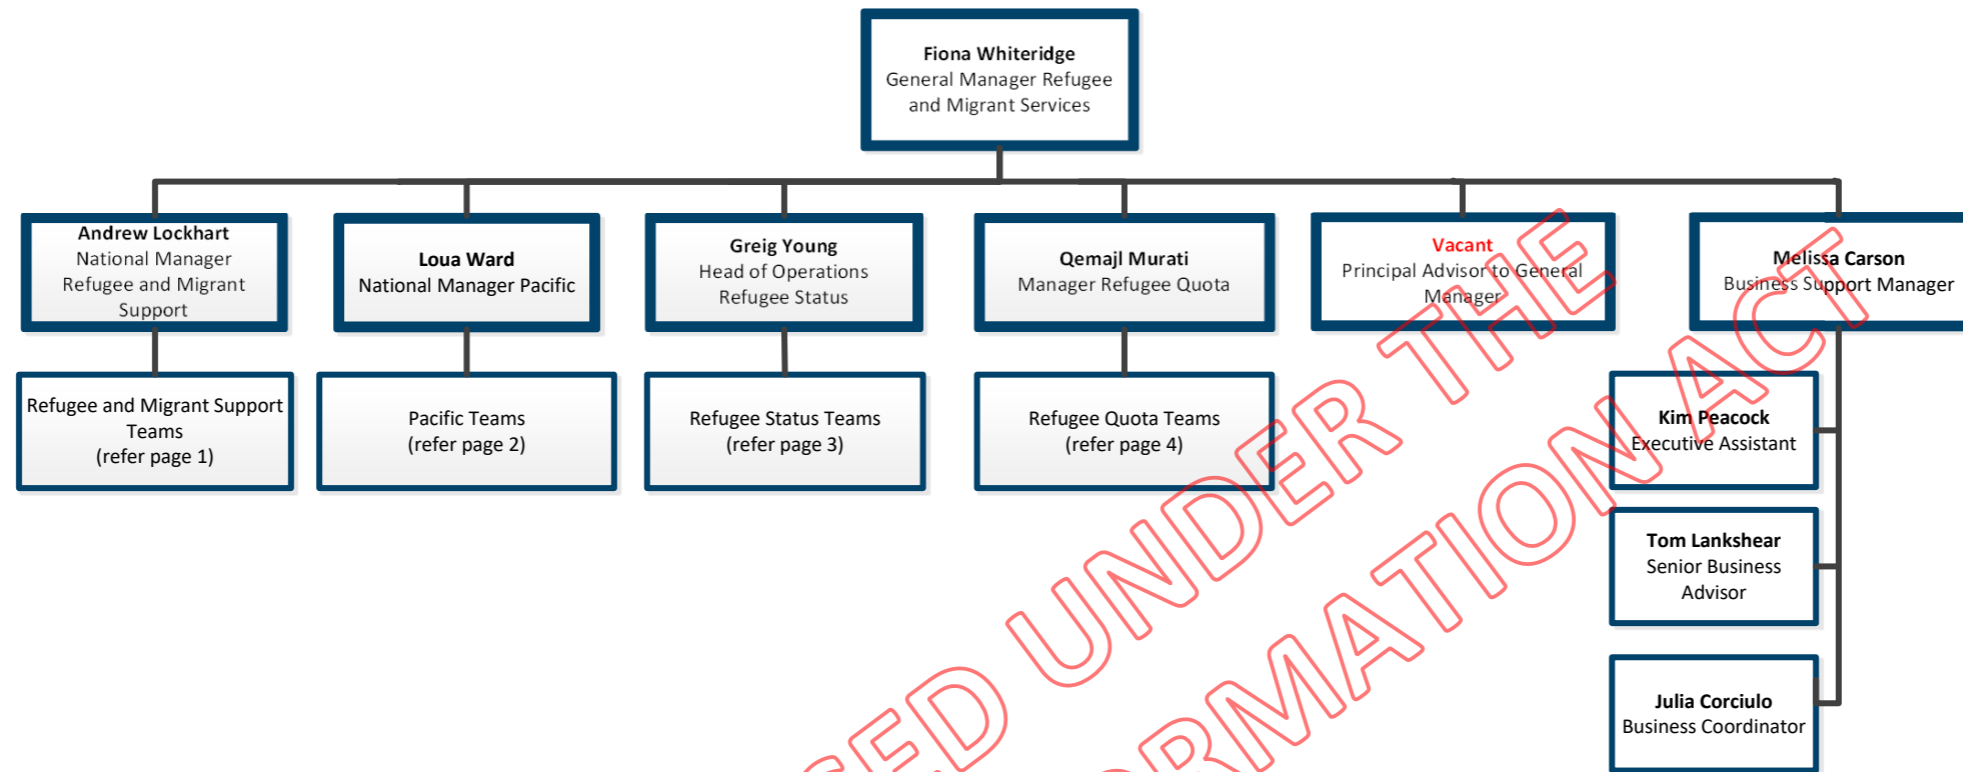 Fiona Whiteridge
General Manager Refugee
and Migrant Services
Andrew Lockhart
National Manager
Refugee and Migrant
Support
Loua Ward
National Manager Pacific
Greig Young
Head of Operations
Refugee Status
Qemajl Murati
Manager Refugee Quota
Vacant
Principal Advisor to General
Manager
Melissa Carson
Business Support Manager
Refugee and Migrant Support
Teams
(refer page 1)
Pacific Teams
(refer page 2)
Refugee Status Teams
(refer page 3)
Refugee Quota Teams
(refer page 4)
Kim Peacock
Executive Assistant
Tom Lankshear
Senior Business
Advisor
Julia Corciulo
Business Coordinator
SED UNDER THE
RMATION ACT